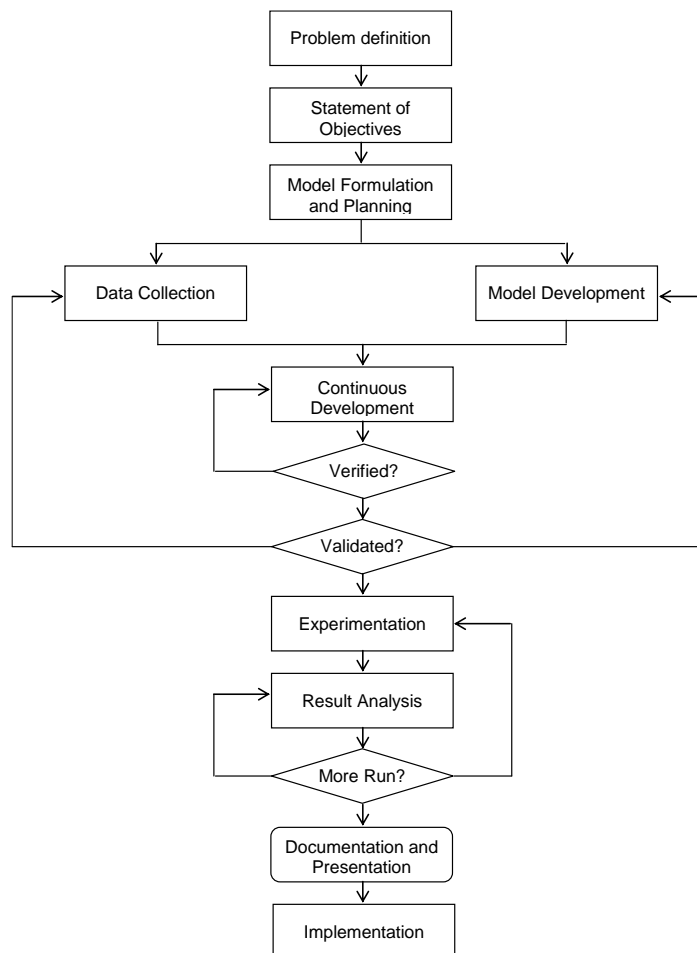 Problem definition
Statement of
Objectives
Model Formulation
and Planning
Data Collection
Model Development
Continuous
Development
Verified?
Validated?
Experimentation
Result Analysis
More Run?
Documentation and
Presentation
Implementation